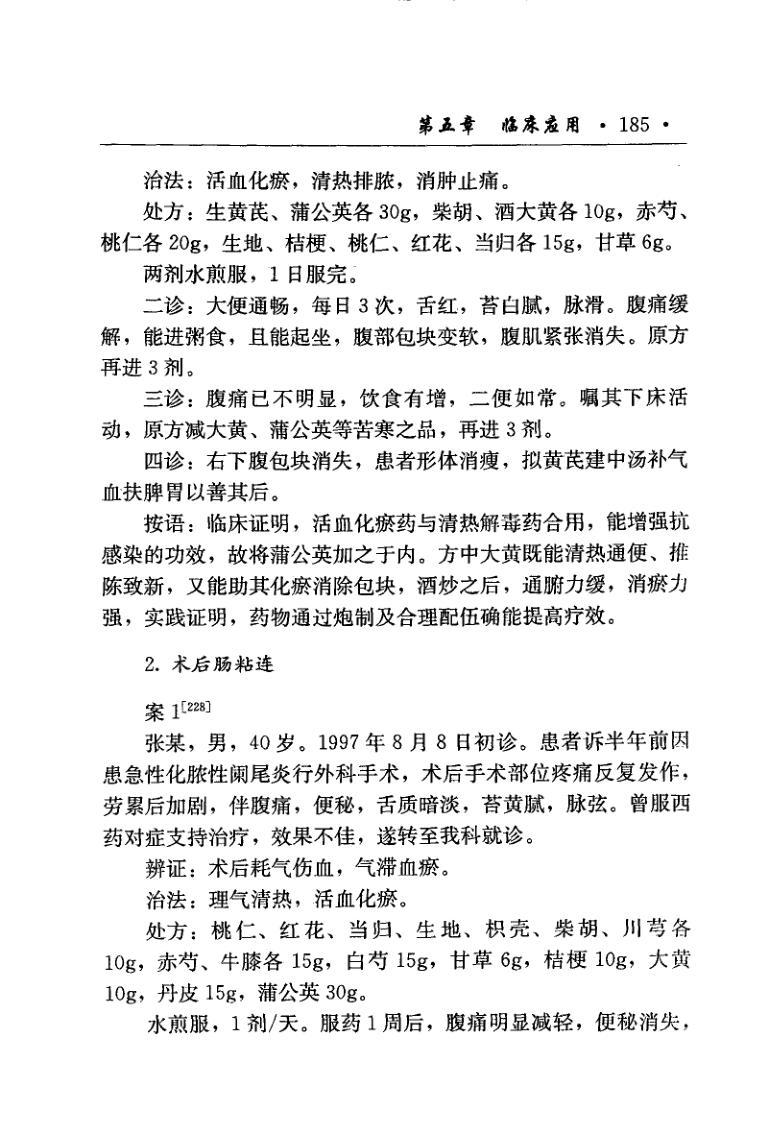 第五章 临床应用 · 185 ·
治法：活血化瘀，清热排脓，消肿止痛。
处方：生黄芪、蒲公英各 30g，柴胡、酒大黄各 10g，赤芍、
桃仁各 20g，生地、桔梗、桃仁、红花、当归各 15g，甘草 6g。
两剂水煎服，1 日服完。
二诊：大便通畅，每日 3 次，舌红，苔白腻，脉滑。腹痛缓
解，能进粥食，且能起坐，腹部包块变软，腹肌紧张消失。原方
再进 3 剂。
三诊：腹痛已不明显，饮食有增，二便如常。嘱其下床活
动，原方减大黄、蒲公英等苦寒之品，再进 3 剂。
四诊：右下腹包块消失，患者形体消瘦，拟黄芪建中汤补气
血扶脾胃以善其后。
按语：临床证明，活血化瘀药与清热解毒药合用，能增强抗
感染的功效，故将蒲公英加之于内。方中大黄既能清热通便、推
陈致新，又能助其化瘀消除包块，酒炒之后，通腑力缓，消瘀力
强，实践证明，药物通过炮制及合理配伍确能提高疗效。
2. 术后肠粘连
案 1[228]
张某，男，40 岁。1997 年 8 月 8 日初诊。患者诉半年前因
患急性化脓性阑尾炎行外科手术，术后手术部位疼痛反复发作，
劳累后加剧，伴腹痛，便秘，舌质暗淡，苔黄腻，脉弦。曾服西
药对症支持治疗，效果不佳，遂转至我科就诊。
辨证：术后耗气伤血，气滞血瘀。
治法：理气清热，活血化瘀。
处方：桃仁、红花、当归、生地、枳壳、柴胡、川芎各
10g，赤芍、牛膝各 15g，白芍 15g，甘草 6g，桔梗 10g，大黄
10g，丹皮 15g，蒲公英 30g。
水煎服，1 剂/天。服药 1 周后，腹痛明显减轻，便秘消失，